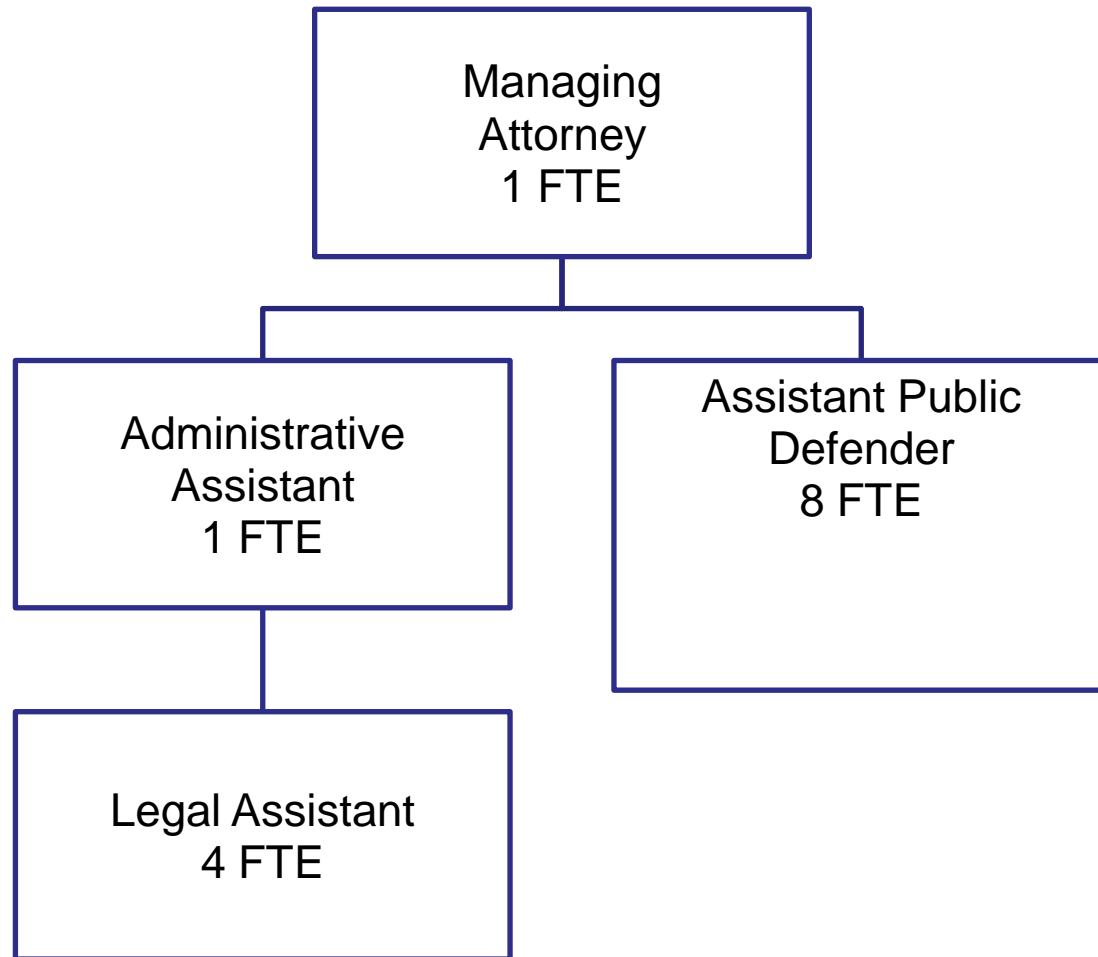 Managing
Attorney
1 FTE
Administrative
Assistant
1 FTE
Assistant Public
Defender
8 FTE
Legal Assistant
4 FTE